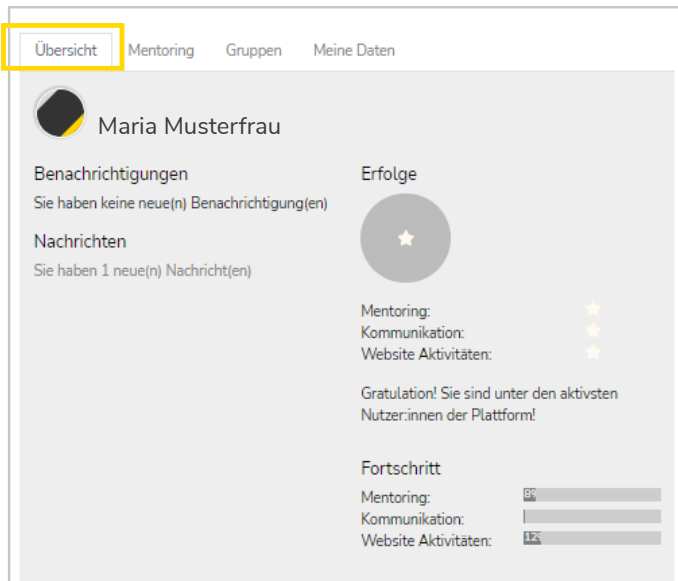 Übersicht
Mentoring
Gruppen
Meine Daten
Maria Musterfrau
Benachrichtigungen
Sie haben keine neue(n) Benachrichtigung(en)
Nachrichten
Sie haben 1 neue(n) Nachricht(en)
Erfolge
Mentoring:
Kommunikation:
Website Aktivitäten:
Gratulation! Sie sind unter den aktivsten
Nutzer:innen der Plattform!
Fortschritt
Mentoring:
Kommunikation:
Website Aktivitäten: